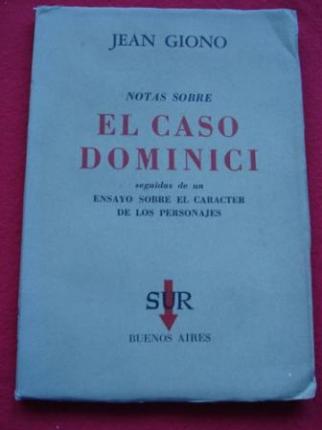 JEAN GIONO
NOTAS SOBRE
EL CASO
DOMINICI
seguidas de un
ENSAYO SOBRE EL CARACTER
DE LOS PERSONAJES
SUR
BUENOS AIRES